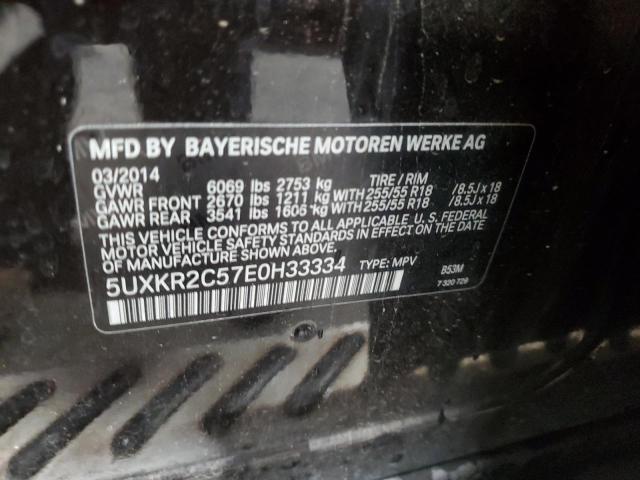 MFD BY BAYERISCHE MOTOREN WERKE AG
03/2014 TIRE / RIM
GVWR 6069 lbs 2753 kg
GAWR FRONT 2670 lbs 1211 kg WITH 255/55 R18 /8.5J x 18
GAWR REAR 3541 lbs 1606 kg WITH 255/55 R18 /8.5J x 18
THIS VEHICLE CONFORMS TO ALL APPLICABLE U. S. FEDERAL
MOTOR VEHICLE SAFETY STANDARDS IN EFFECT ON THE DATE
OF MANUFACTURE SHOWN ABOVE.
5UXKR2C57E0H33334 TYPE: MPV B53M
7 320 729